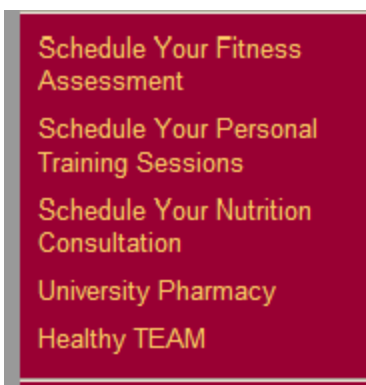 Schedule Your Fitness
Assessment
Schedule Your Personal
Training Sessions
Schedule Your Nutrition
Consultation
University Pharmacy
Healthy TEAM